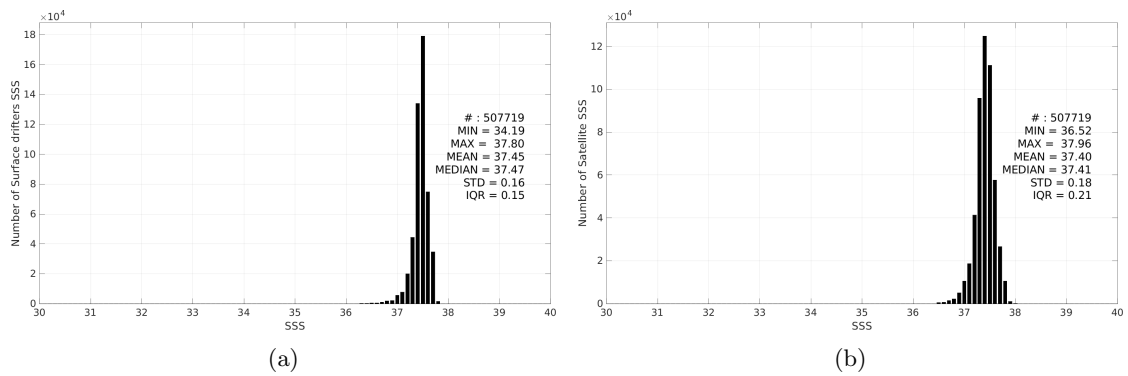 ×10⁴
18
16
14
12
10
8
6
4
2
0
Number of Surface drifters SSS
# : 507719
MIN = 34.19
MAX = 37.80
MEAN = 37.45
MEDIAN = 37.47
STD = 0.16
IQR = 0.15
30 31 32 33 34 35 36 37 38 39 40
SSS
(a)
×10⁴
12
10
8
6
4
2
0
Number of Satellite SSS
# : 507719
MIN = 36.52
MAX = 37.96
MEAN = 37.40
MEDIAN = 37.41
STD = 0.18
IQR = 0.21
30 31 32 33 34 35 36 37 38 39 40
SSS
(b)